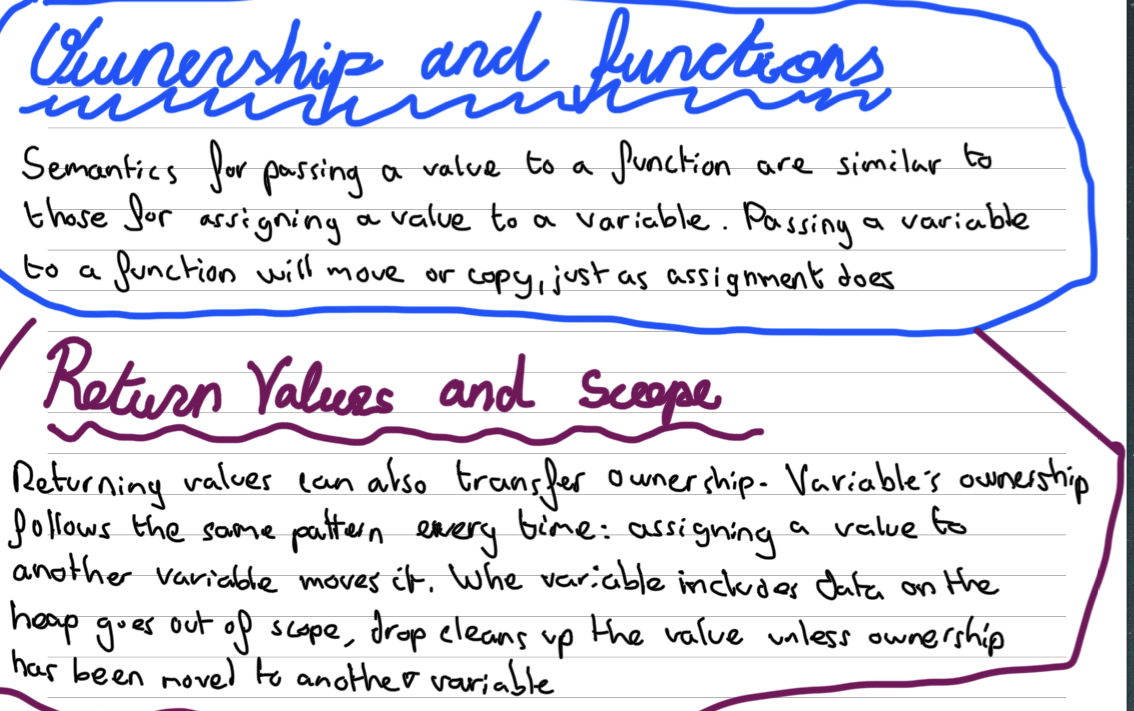 Ownership and functions
Semantics for passing a value to a function are similar to
those for assigning a value to a variable. Passing a variable
to a function will move or copy, just as assignment does
Return Values and Scope
Returning values can also transfer ownership. Variable's ownership
follows the same pattern every time: assigning a value to
another variable moves it. Whe variable includes data on the
heap goes out of scope, drop cleans up the value unless ownership
has been moved to another variable